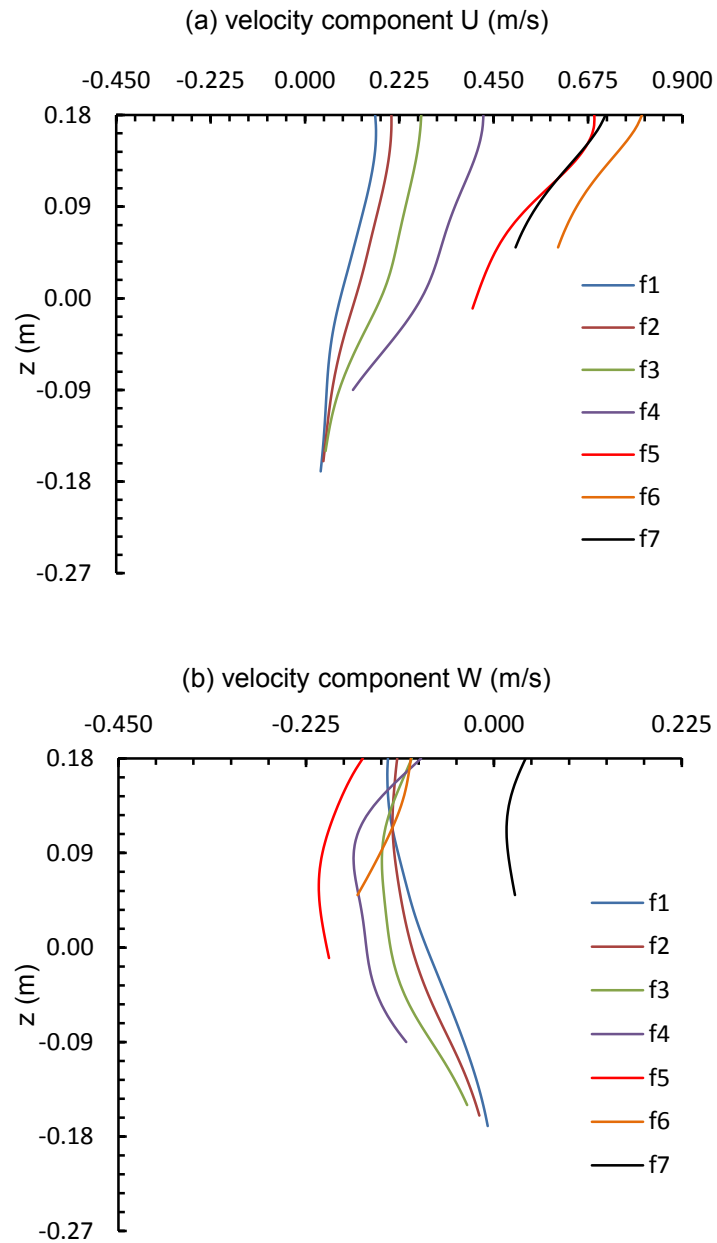 (a) velocity component U (m/s)
-0.450 -0.225 0.000 0.225 0.450 0.675 0.900
0.18
0.09
0.00
-0.09
-0.18
-0.27
z (m)
f1
f2
f3
f4
f5
f6
f7
(b) velocity component W (m/s)
-0.450 -0.225 0.000 0.225
0.18
0.09
0.00
-0.09
-0.18
-0.27
z (m)
f1
f2
f3
f4
f5
f6
f7